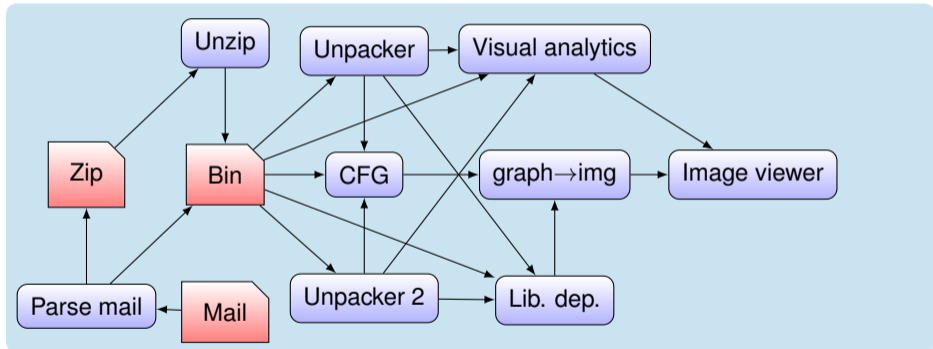 Unzip
Unpacker
Visual analytics
Zip
Bin
CFG
graph→img
Image viewer
Parse mail
Mail
Unpacker 2
Lib. dep.